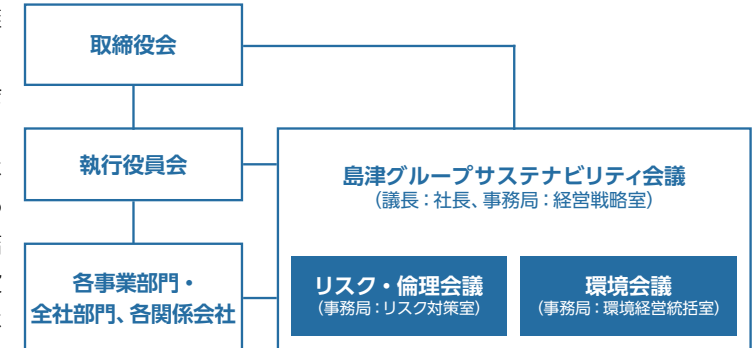 取締役会
執行役員会
各事業部門・
全社部門、各関係会社
島津グループサステナビリティ会議
(議長:社長、事務局:経営戦略室)
リスク・倫理会議
(事務局:リスク対策室)
環境会議
(事務局:環境経営統括室)